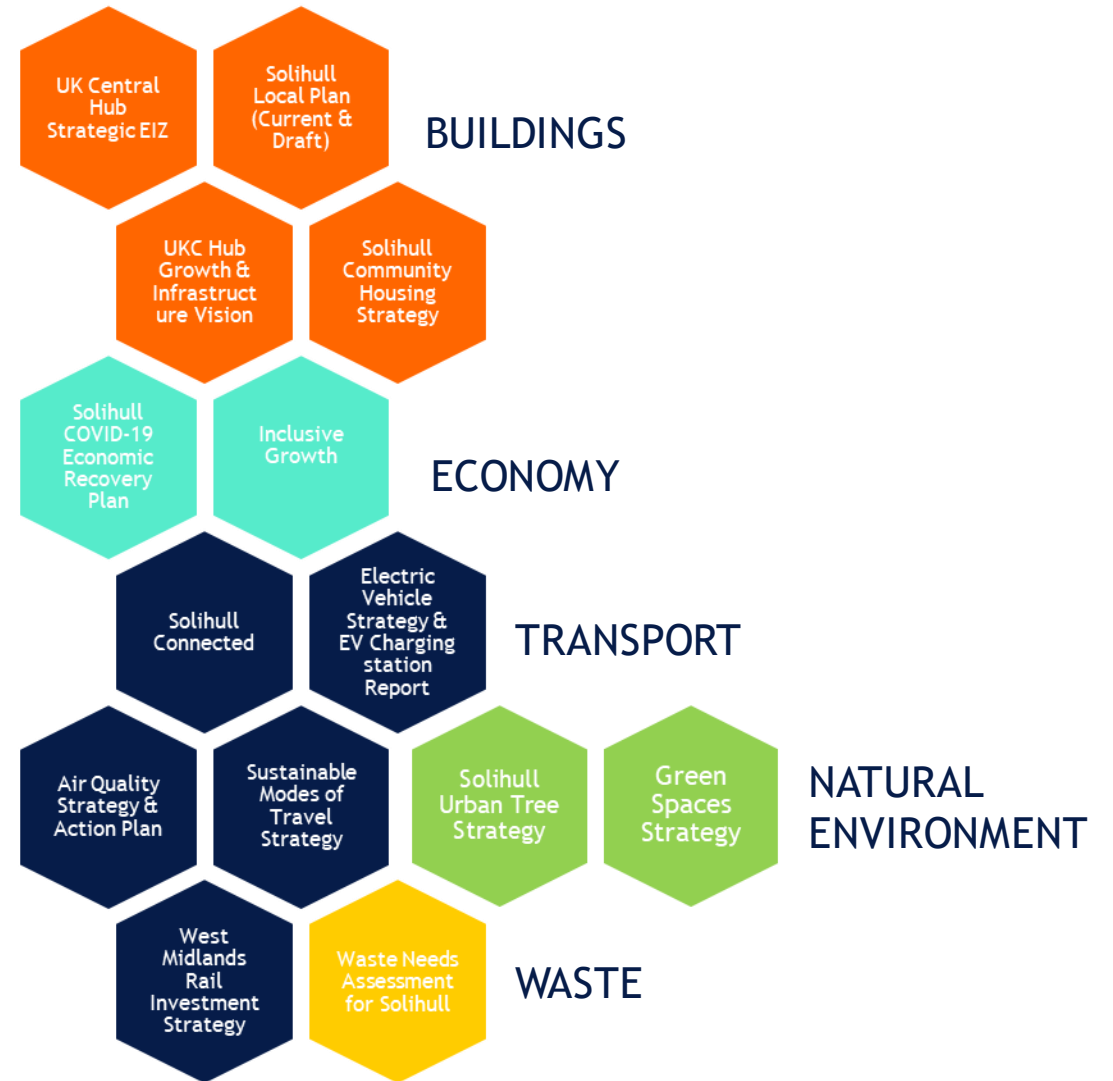 UK Central
Hub
Strategic EIZ
Solihull
Local Plan
(Current &
Draft)
BUILDINGS
UKC Hub
Growth &
Infrastruct
ure Vision
Solihull
Community
Housing
Strategy
Solihull
COVID-19
Economic
Recovery
Plan
Inclusive
Growth
ECONOMY
Solihull
Connected
Electric
Vehicle
Strategy &
EV Charging
station
Report
TRANSPORT
Air Quality
Strategy &
Action Plan
Sustainable
Modes of
Travel
Strategy
Solihull
Urban Tree
Strategy
Green
Spaces
Strategy
NATURAL
ENVIRONMENT
West
Midlands
Rail
Investment
Strategy
Waste Needs
Assessment
for Solihull
WASTE